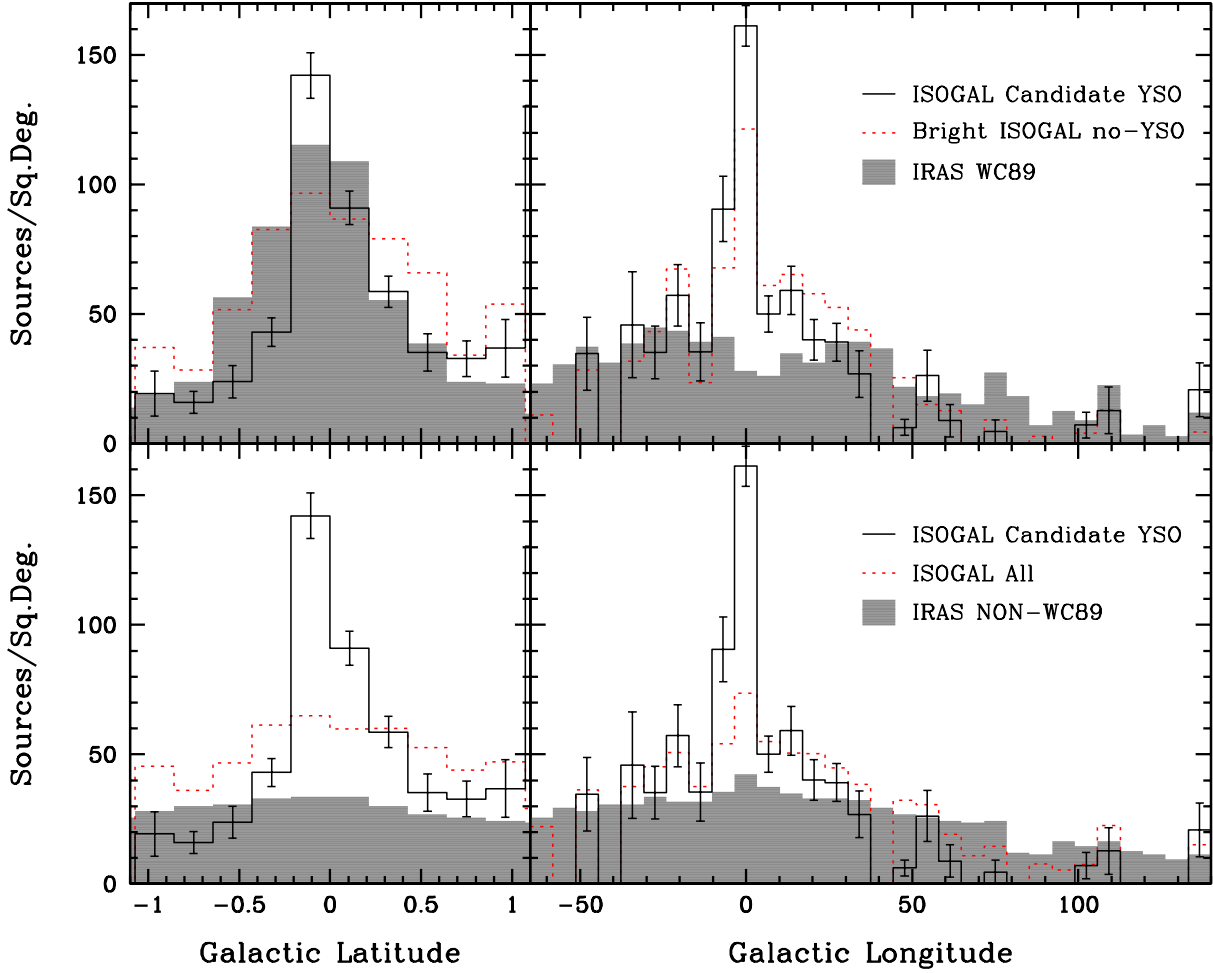 Sources/Sq.Deg.
150
100
50
0
ISOGAL Candidate YSO
Bright ISOGAL no-YSO
IRAS WC89
Sources/Sq.Deg.
150
100
50
0
ISOGAL Candidate YSO
ISOGAL All
IRAS NON-WC89
-1 -0.5 0 0.5 1
-50 0 50 100
Galactic Latitude
Galactic Longitude